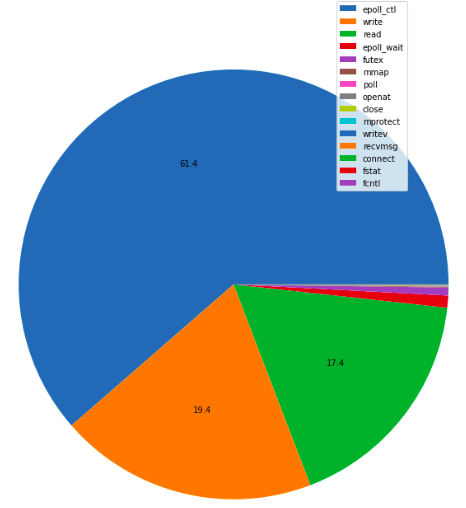 epoll_ctl
write
read
epoll_wait
futex
mmap
poll
openat
close
mprotect
writev
recvmsg
connect
fstat
fcntl
61.4
17.4
19.4